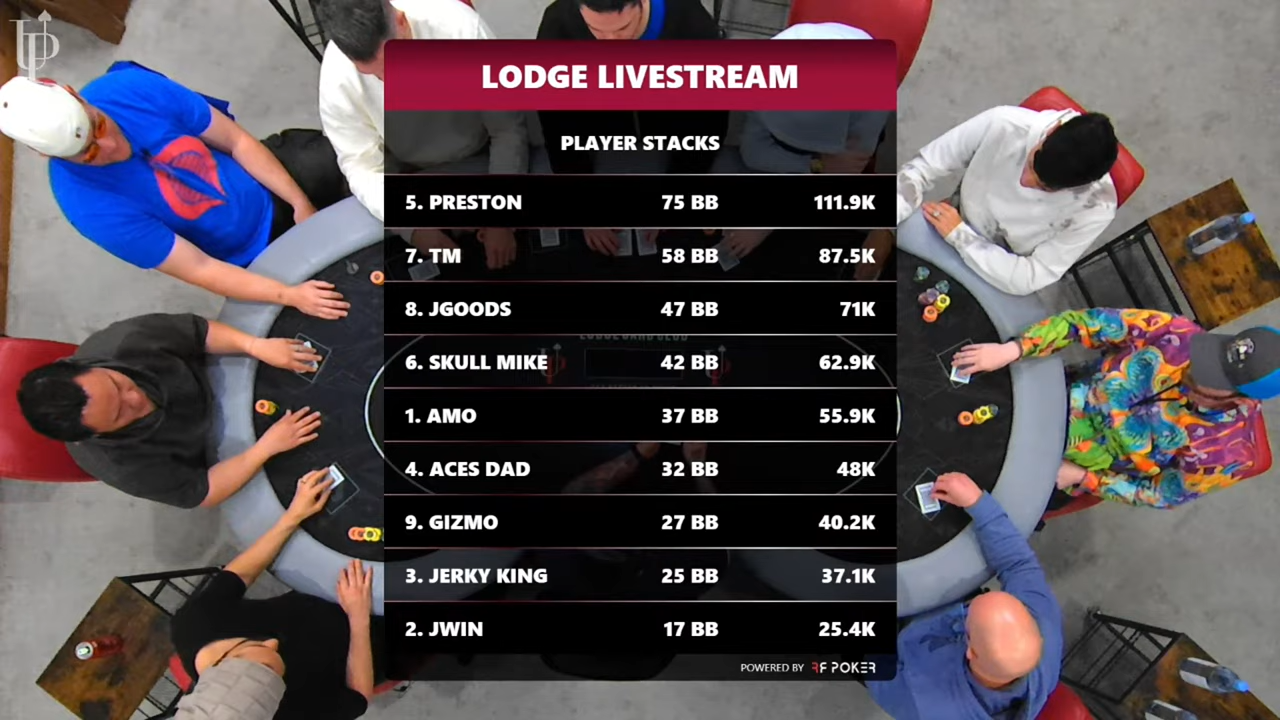 LODGE LIVESTREAM
PLAYER STACKS
5. PRESTON 75 BB 111.9K
7. TM 58 BB 87.5K
8. JGOODS 47 BB 71K
6. SKULL MIKE 42 BB 62.9K
1. AMO 37 BB 55.9K
4. ACES DAD 32 BB 48K
9. GIZMO 27 BB 40.2K
3. JERKY KING 25 BB 37.1K
2. JWIN 17 BB 25.4K
POWERED BY RF POKER